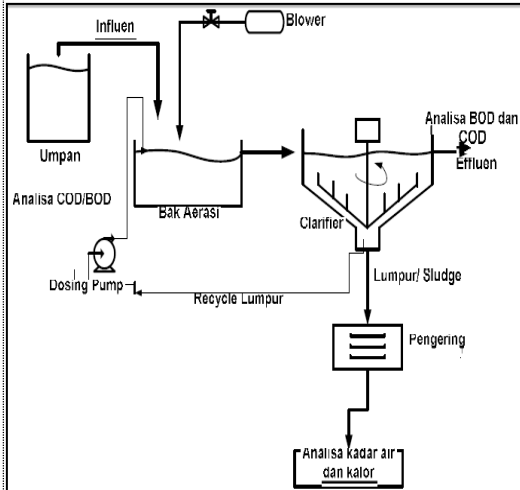 Influen
Blower
Umpan
Analisa BOD dan
COD
Effluen
Analisa COD/BOD
Bak Aerasi
Clarifier
Dosing Pump
Recycle Lumpur
Lumpur/ Sludge
Pengering
Analisa kadar air
dan kalor